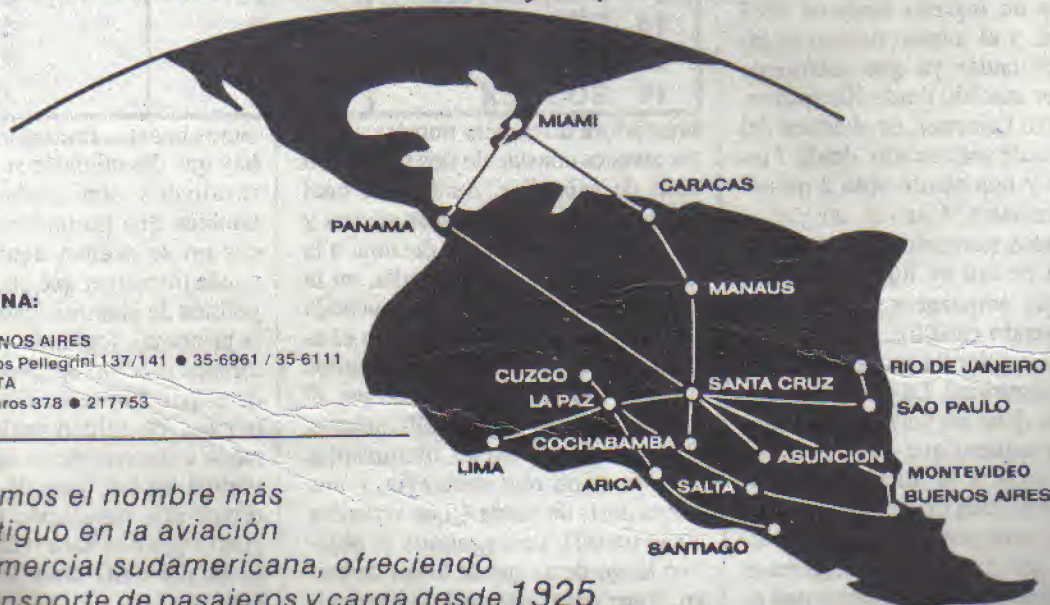 MIAMI
CARACAS
PANAMA
MANAUS
NA:
NOS AIRES
os Pellegrini 137/141 ● 35-6961 / 35-6111
TA
ros 378 ● 217753
CUZCO
LA PAZ
SANTA CRUZ
RIO DE JANEIRO
SAO PAULO
COCHABAMBA
ASUNCION
LIMA
ARICA
SALTA
MONTEVIDEO
BUENOS AIRES
SANTIAGO
mos el nombre más
tiguo en la aviación
mercial sudamericana, ofreciendo
nsporte de pasajeros y carga desde 1925